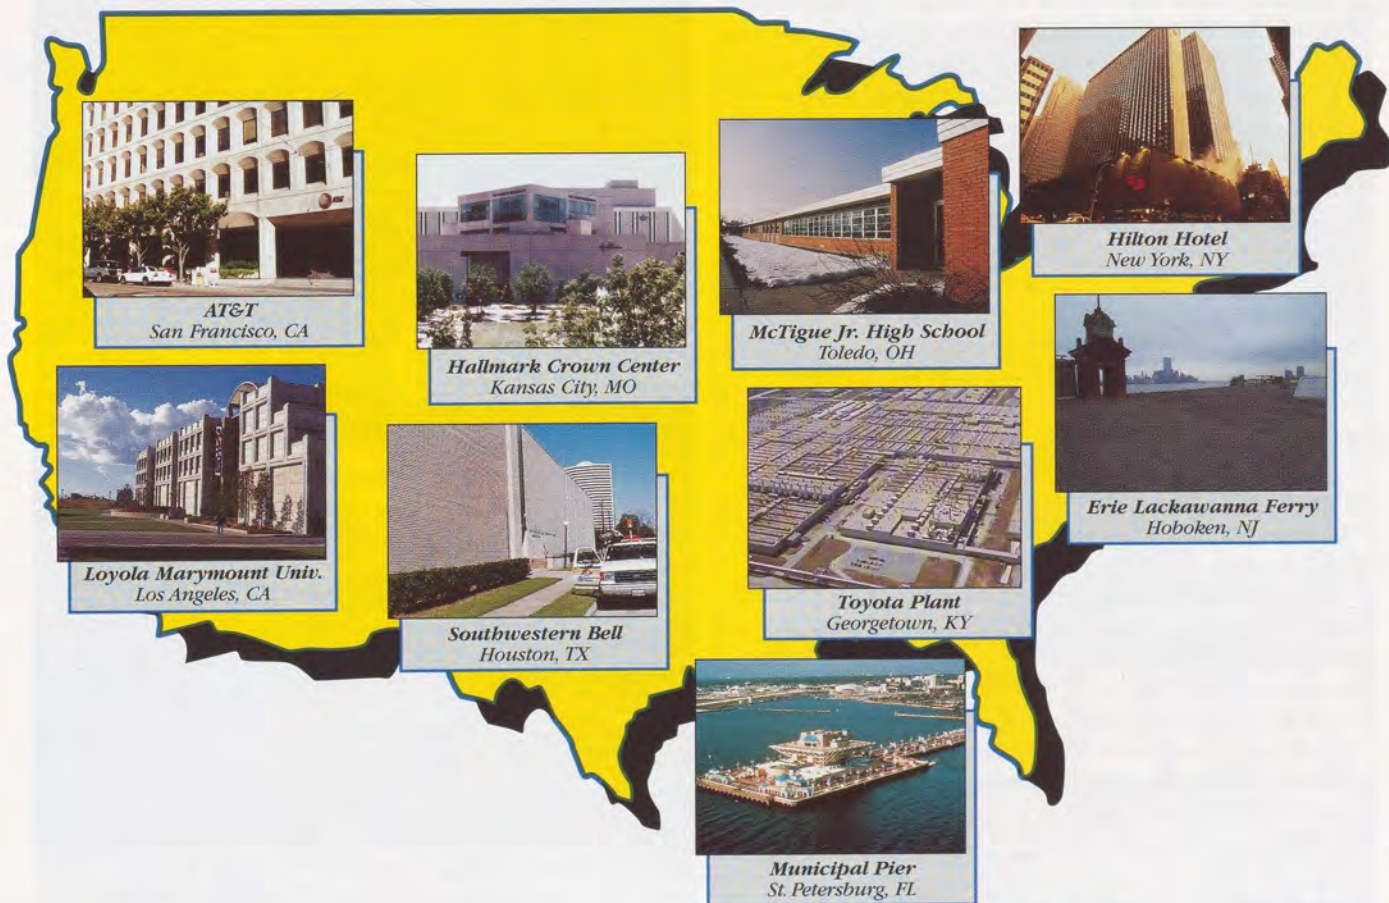 AT&T
AT&T
San Francisco, CA
Hallmark Crown Center
Kansas City, MO
McTigue Jr. High School
Toledo, OH
Hilton Hotel
New York, NY
Loyola Marymount Univ.
Los Angeles, CA
Southwestern Bell
Houston, TX
Toyota Plant
Georgetown, KY
Erie Lackawanna Ferry
Hoboken, NJ
Municipal Pier
St. Petersburg, FL